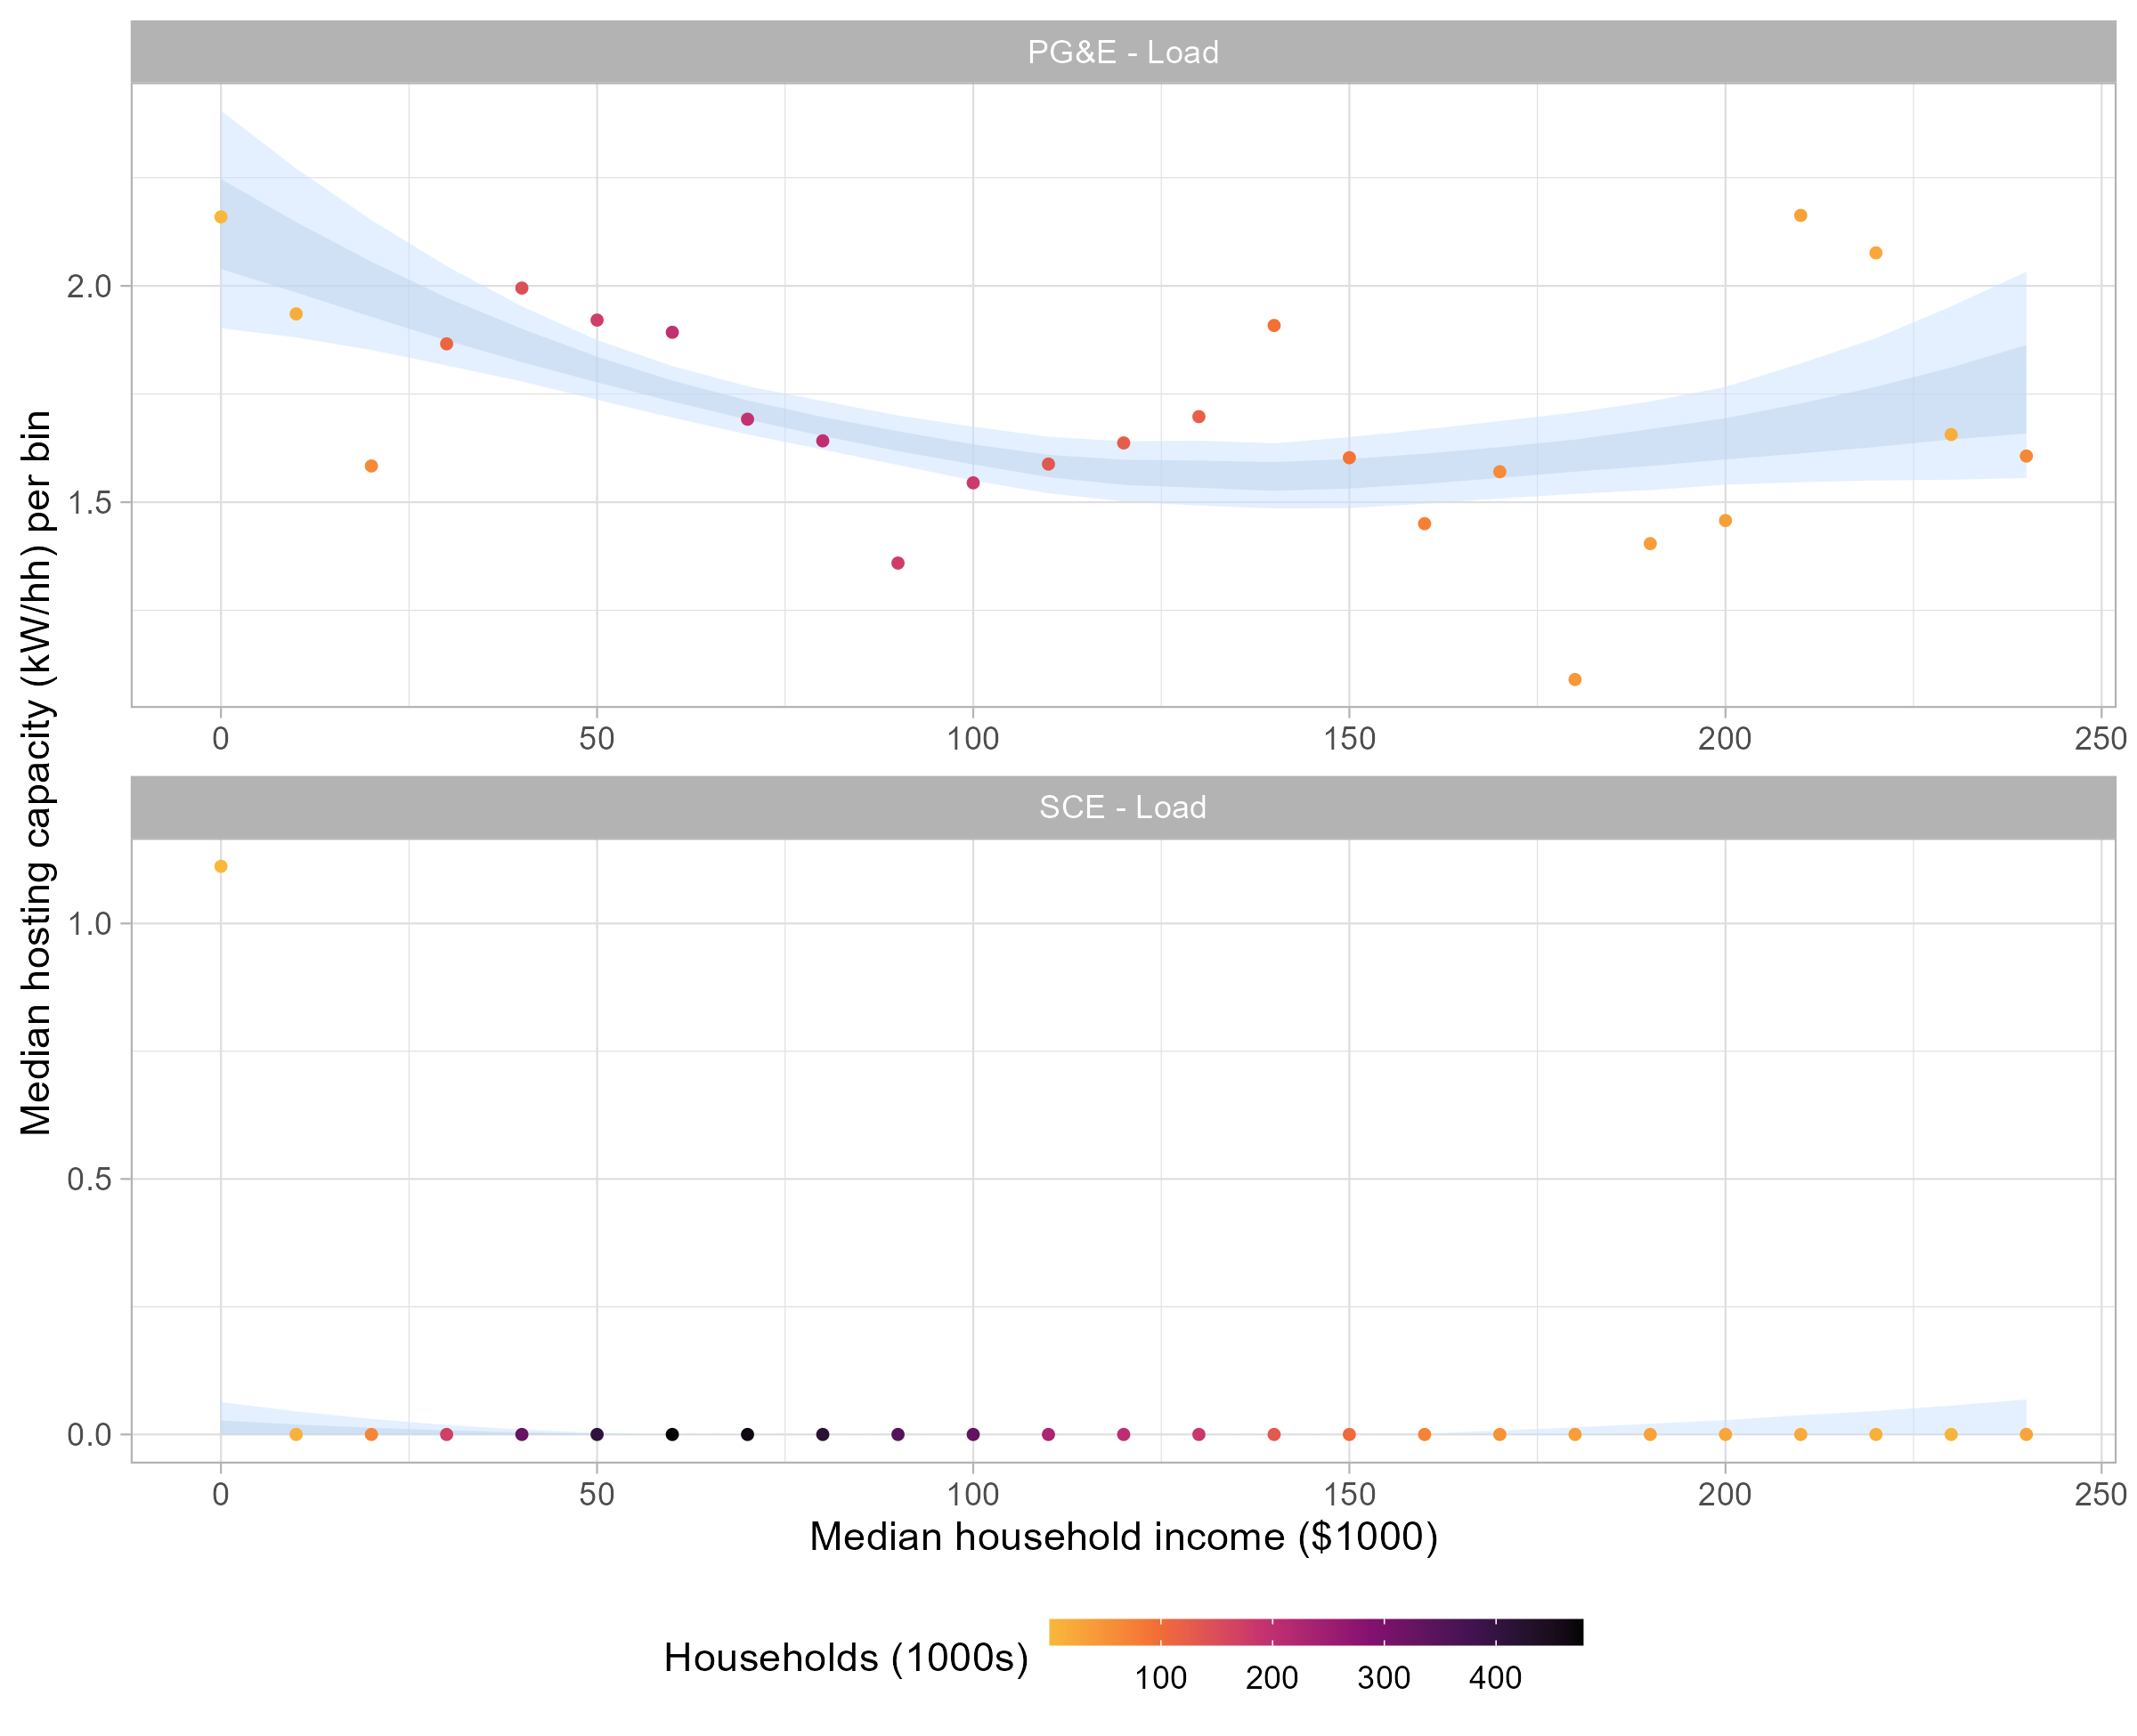 PG&E - Load
2.0
1.5
0 50 100 150 200 250
SCE - Load
1.0
0.5
0.0
0 50 100 150 200 250
Median hosting capacity (kW/hh) per bin
Median household income ($1000)
Households (1000s)
100 200 300 400